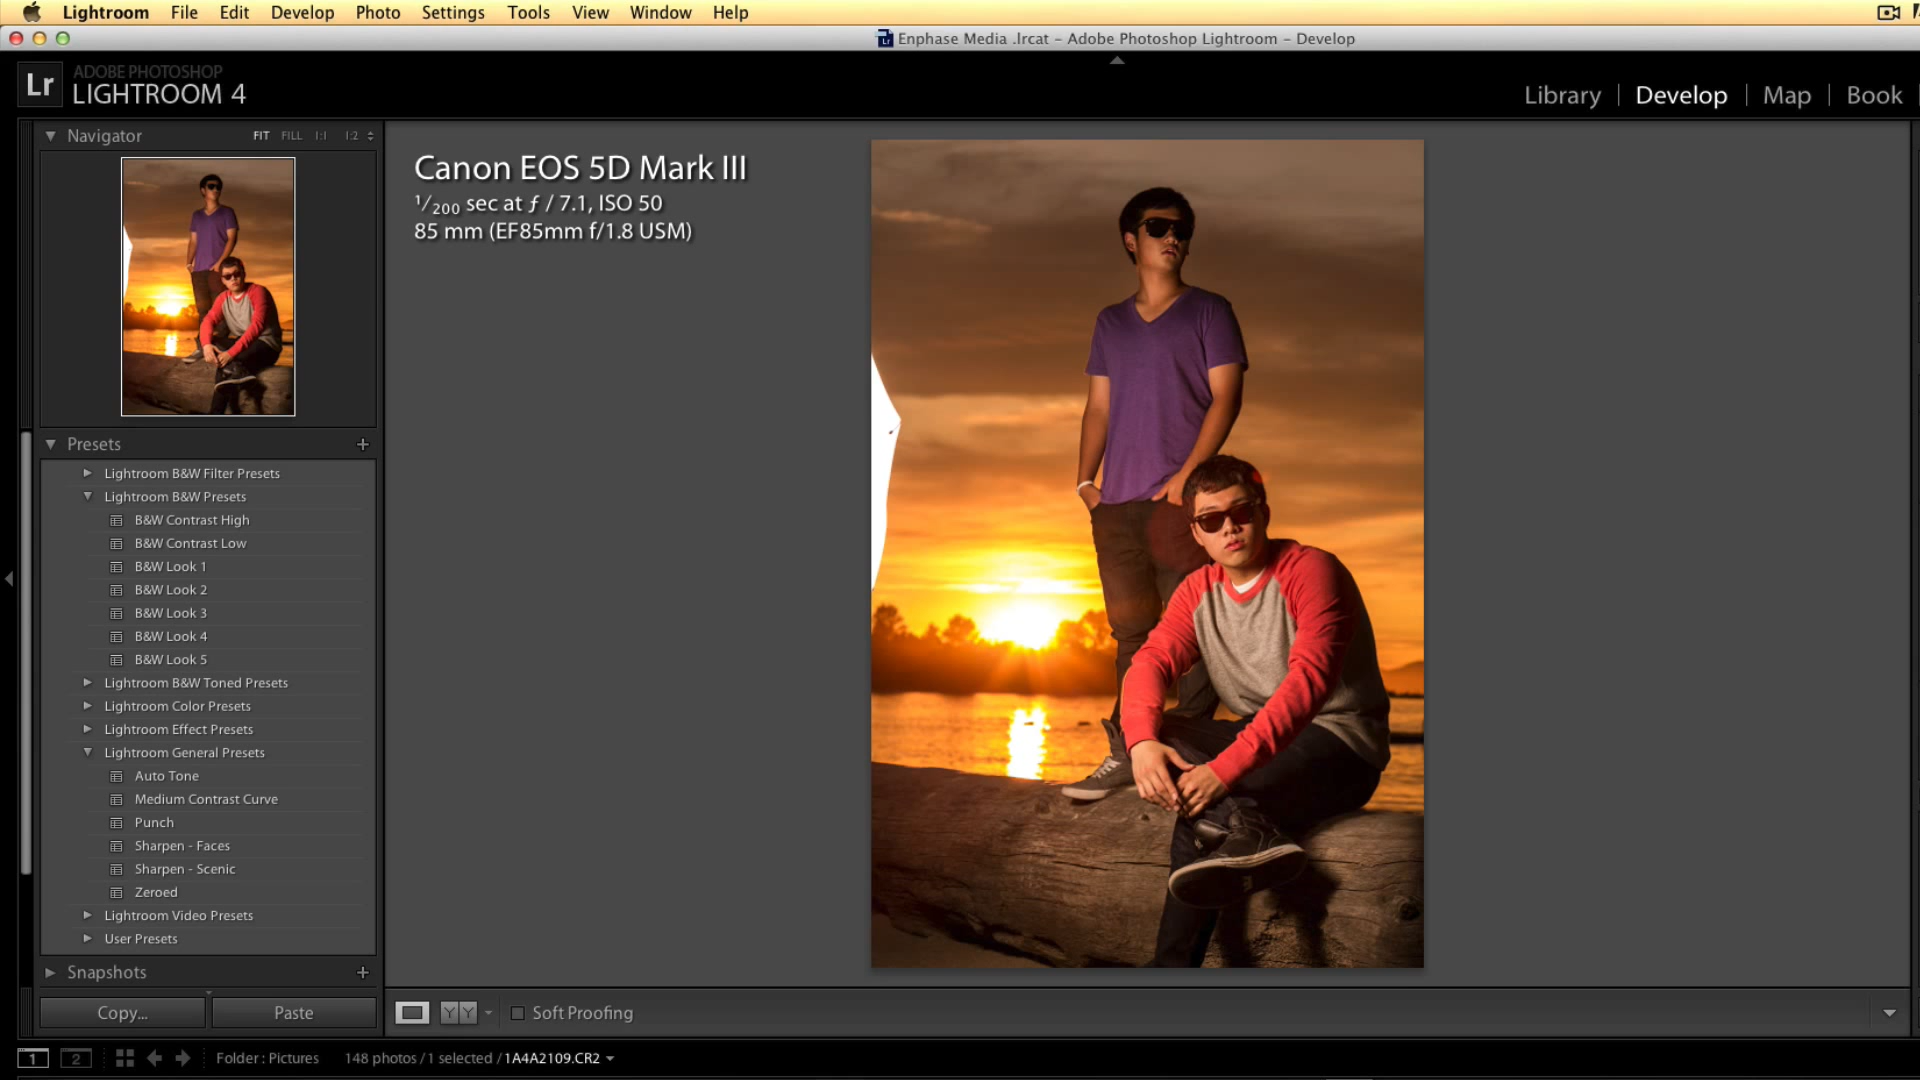 Lightroom File Edit Develop Photo Settings Tools View Window Help
Enphase Media .lrcat - Adobe Photoshop Lightroom - Develop
Lr
ADOBE PHOTOSHOP
LIGHTROOM 4
Library | Develop | Map | Book
Navigator FIT FILL 1:1 1:2
Canon EOS 5D Mark III
1/200 sec at ƒ / 7.1, ISO 50
85 mm (EF85mm f/1.8 USM)
Presets +
Lightroom B&W Filter Presets
Lightroom B&W Presets
B&W Contrast High
B&W Contrast Low
B&W Look 1
B&W Look 2
B&W Look 3
B&W Look 4
B&W Look 5
Lightroom B&W Toned Presets
Lightroom Color Presets
Lightroom Effect Presets
Lightroom General Presets
Auto Tone
Medium Contrast Curve
Punch
Sharpen - Faces
Sharpen - Scenic
Zeroed
Lightroom Video Presets
User Presets
Snapshots +
Copy... Paste
YY Soft Proofing
1 2 Folder : Pictures 148 photos / 1 selected / 1A4A2109.CR2